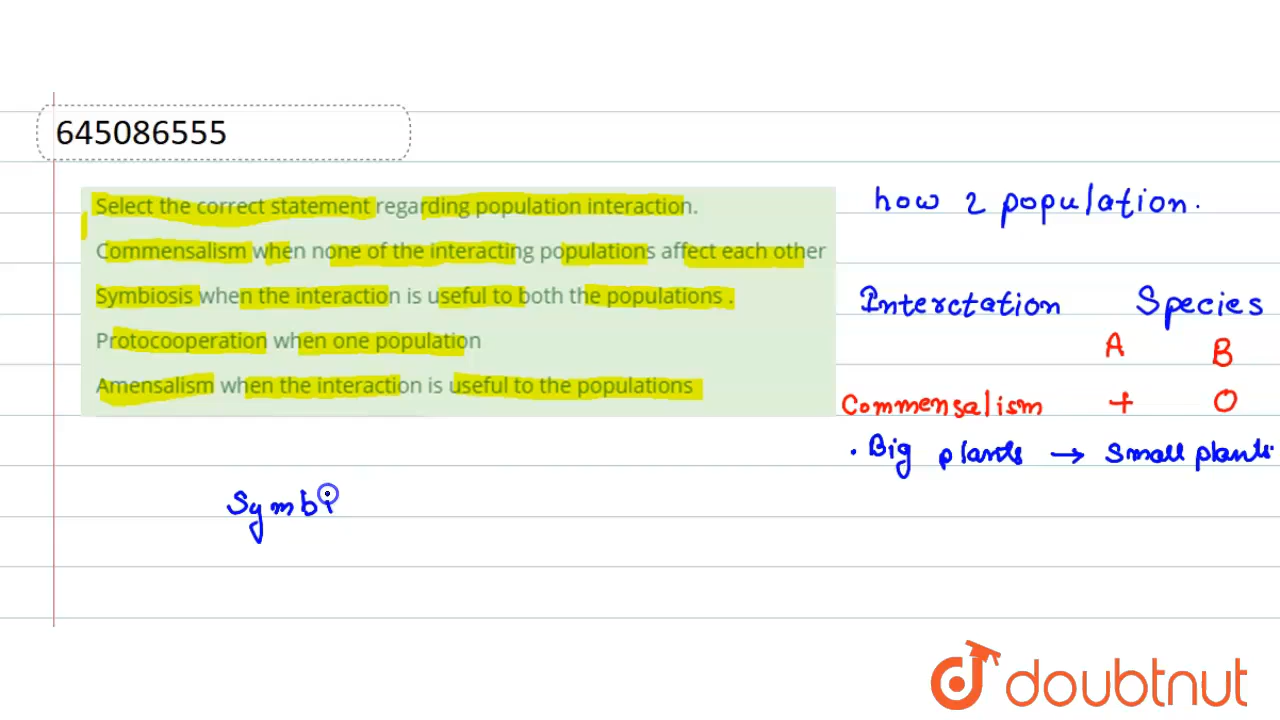 645086555
Select the correct statement regarding population interaction.
Commensalism when none of the interacting populations affect each other
Symbiosis when the interaction is useful to both the populations .
Protocooperation when one population
Amensalism when the interaction is useful to the populations
how 2 population.
Interctation Species
A B
Commensalism + O
. Big plants → small plants.
Symbi
doubtnut